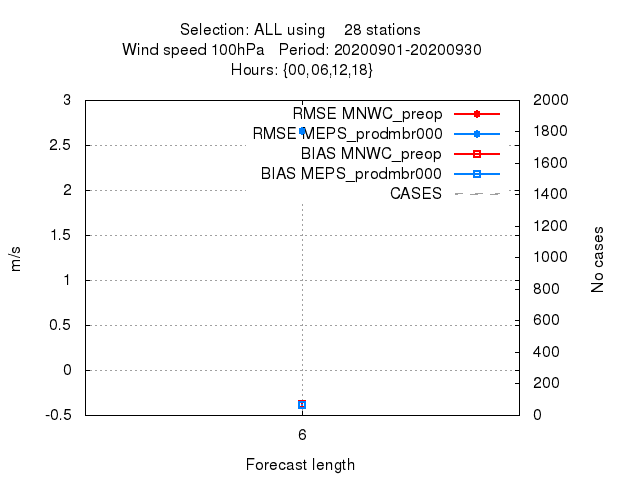 Selection: ALL using    28 stations
Wind speed 100hPa   Period: 20200901-20200930
Hours: {00,06,12,18}
3
2.5
2
1.5
1
0.5
0
-0.5
m/s
RMSE MNWC_preop
RMSE MEPS_prodmbr000
BIAS MNWC_preop
BIAS MEPS_prodmbr000
CASES
2000
1800
1600
1400
1200
1000
800
600
400
200
0
No cases
6
Forecast length